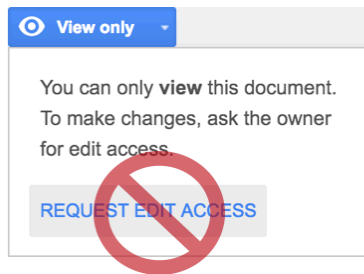 View only
You can only view this document.
To make changes, ask the owner
for edit access.
REQUEST EDIT ACCESS